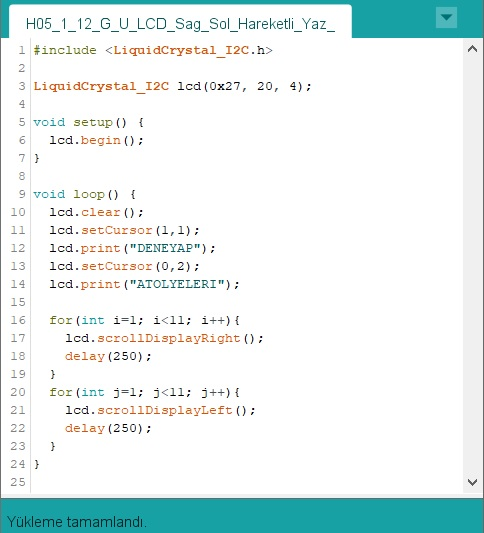 H05_1_12_G_U_LCD_Sag_Sol_Hareketli_Yaz_
1 #include <LiquidCrystal_I2C.h>
2
3 LiquidCrystal_I2C lcd(0x27, 20, 4);
4
5 void setup() {
6   lcd.begin();
7 }
8
9 void loop() {
10   lcd.clear();
11   lcd.setCursor(1,1);
12   lcd.print("DENEYAP");
13   lcd.setCursor(0,2);
14   lcd.print("ATOLYELERI");
15
16   for(int i=1; i<11; i++){
17     lcd.scrollDisplayRight();
18     delay(250);
19   }
20   for(int j=1; j<11; j++){
21     lcd.scrollDisplayLeft();
22     delay(250);
23   }
24 }
25
Yükleme tamamlandı.